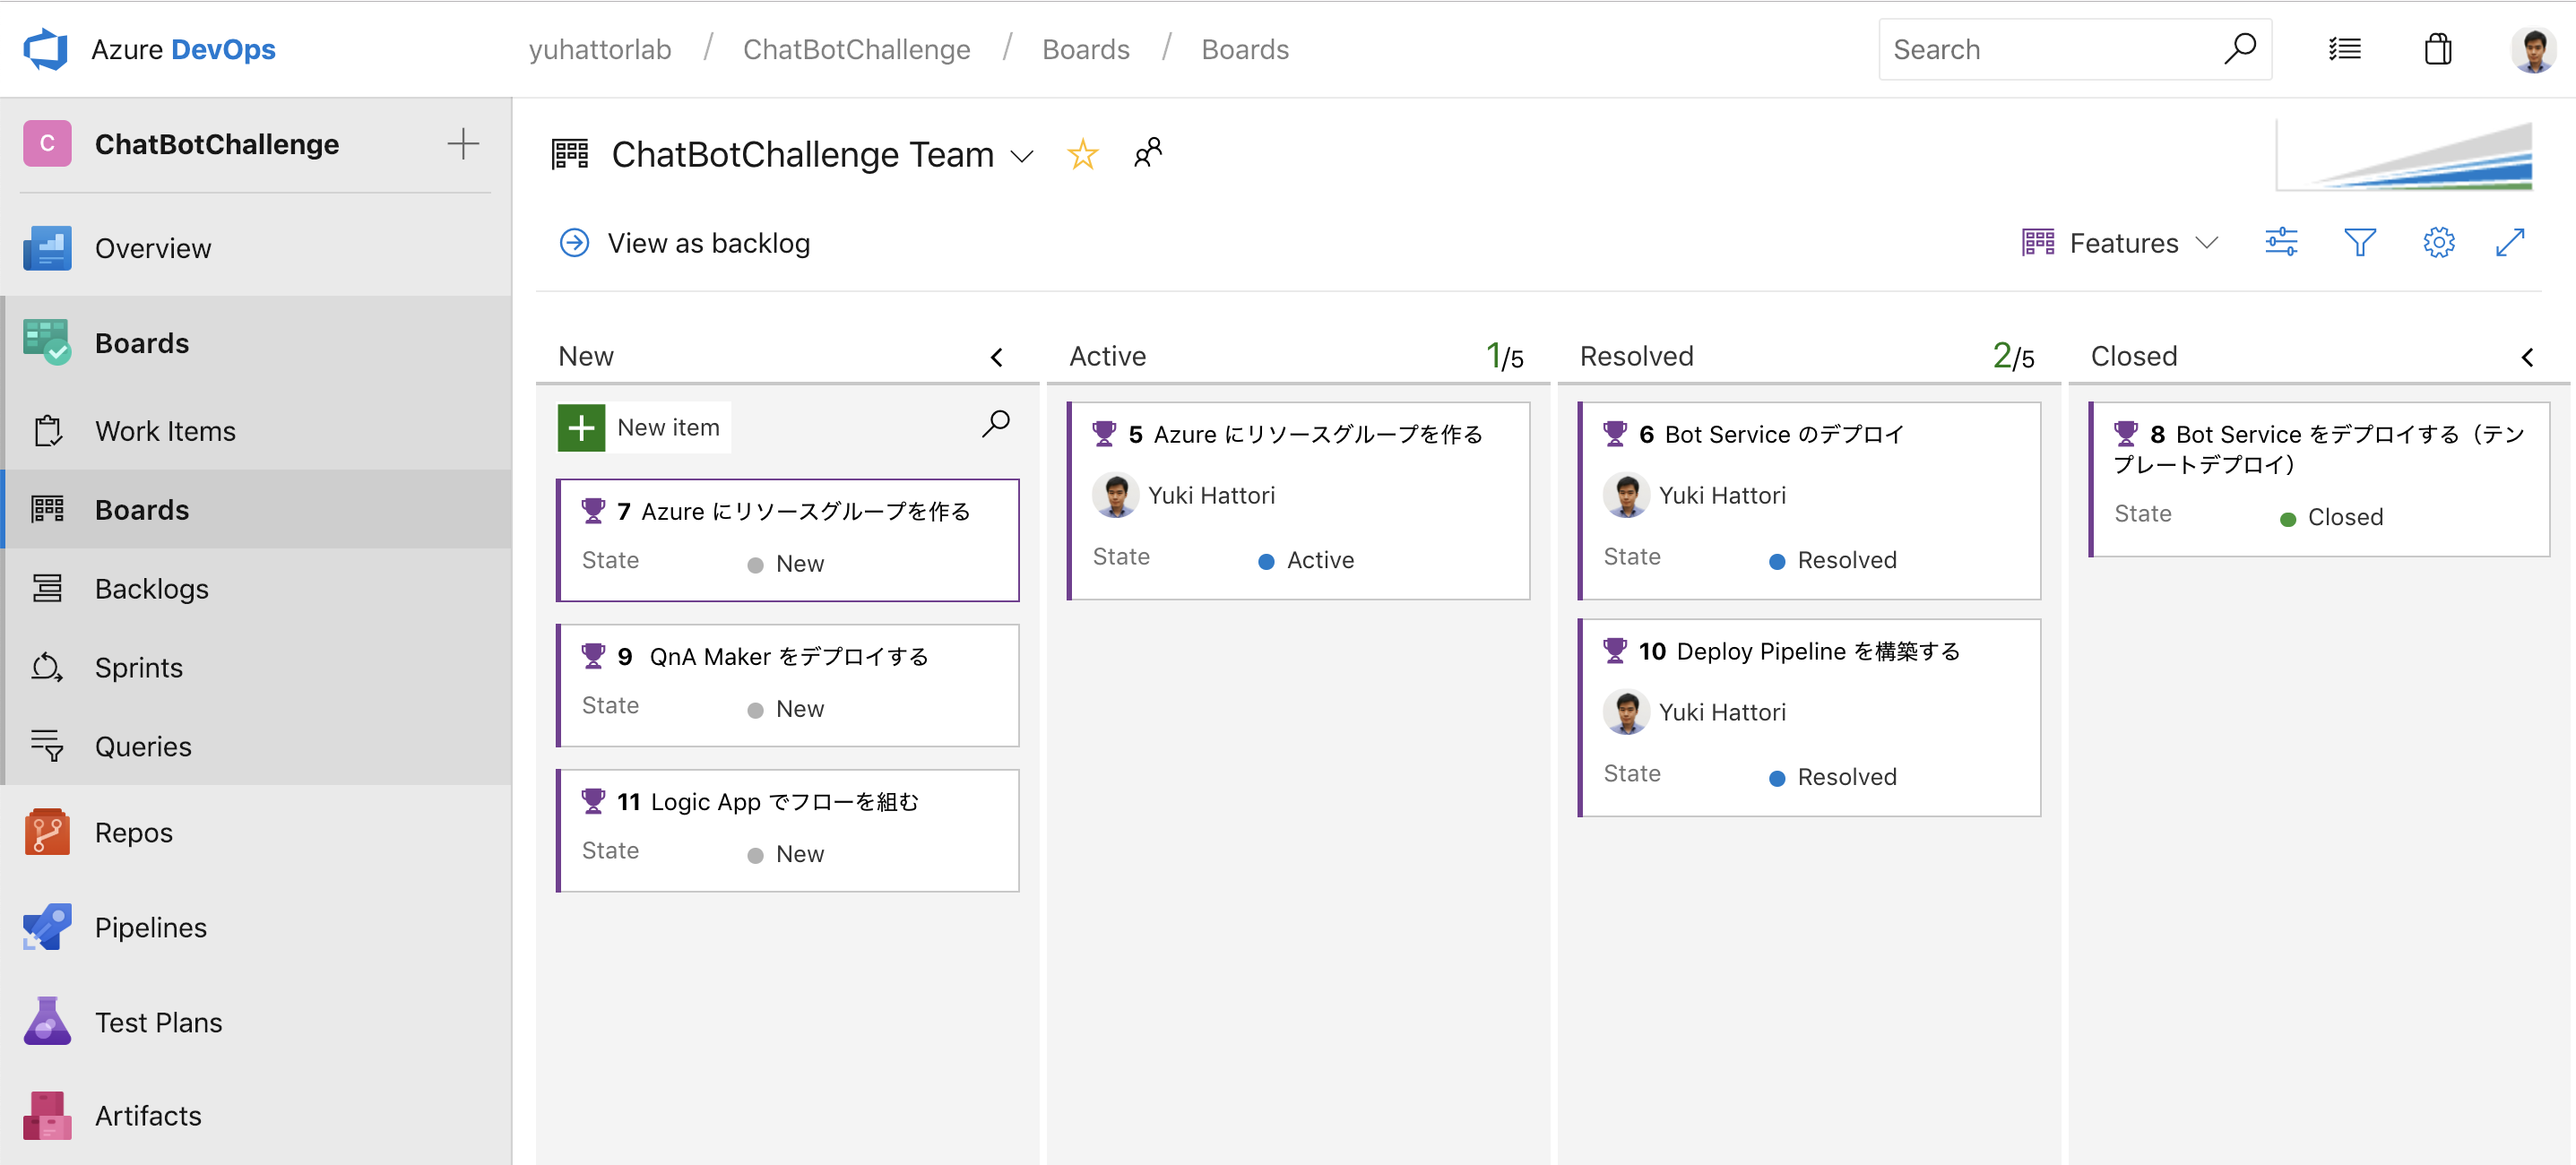 Azure DevOps
yuhattorlab / ChatBotChallenge / Boards / Boards
Search
C
ChatBotChallenge
Overview
Boards
Work Items
Boards
Backlogs
Sprints
Queries
Repos
Pipelines
Test Plans
Artifacts
ChatBotChallenge Team
View as backlog
Features
New
New item
7 Azure にリソースグループを作る
State New
9 QnA Maker をデプロイする
State New
11 Logic App でフローを組む
State New
Active 1/5
5 Azure にリソースグループを作る
Yuki Hattori
State Active
Resolved 2/5
6 Bot Service のデプロイ
Yuki Hattori
State Resolved
10 Deploy Pipeline を構築する
Yuki Hattori
State Resolved
Closed
8 Bot Service をデプロイする（テン
プレートデプロイ）
State Closed